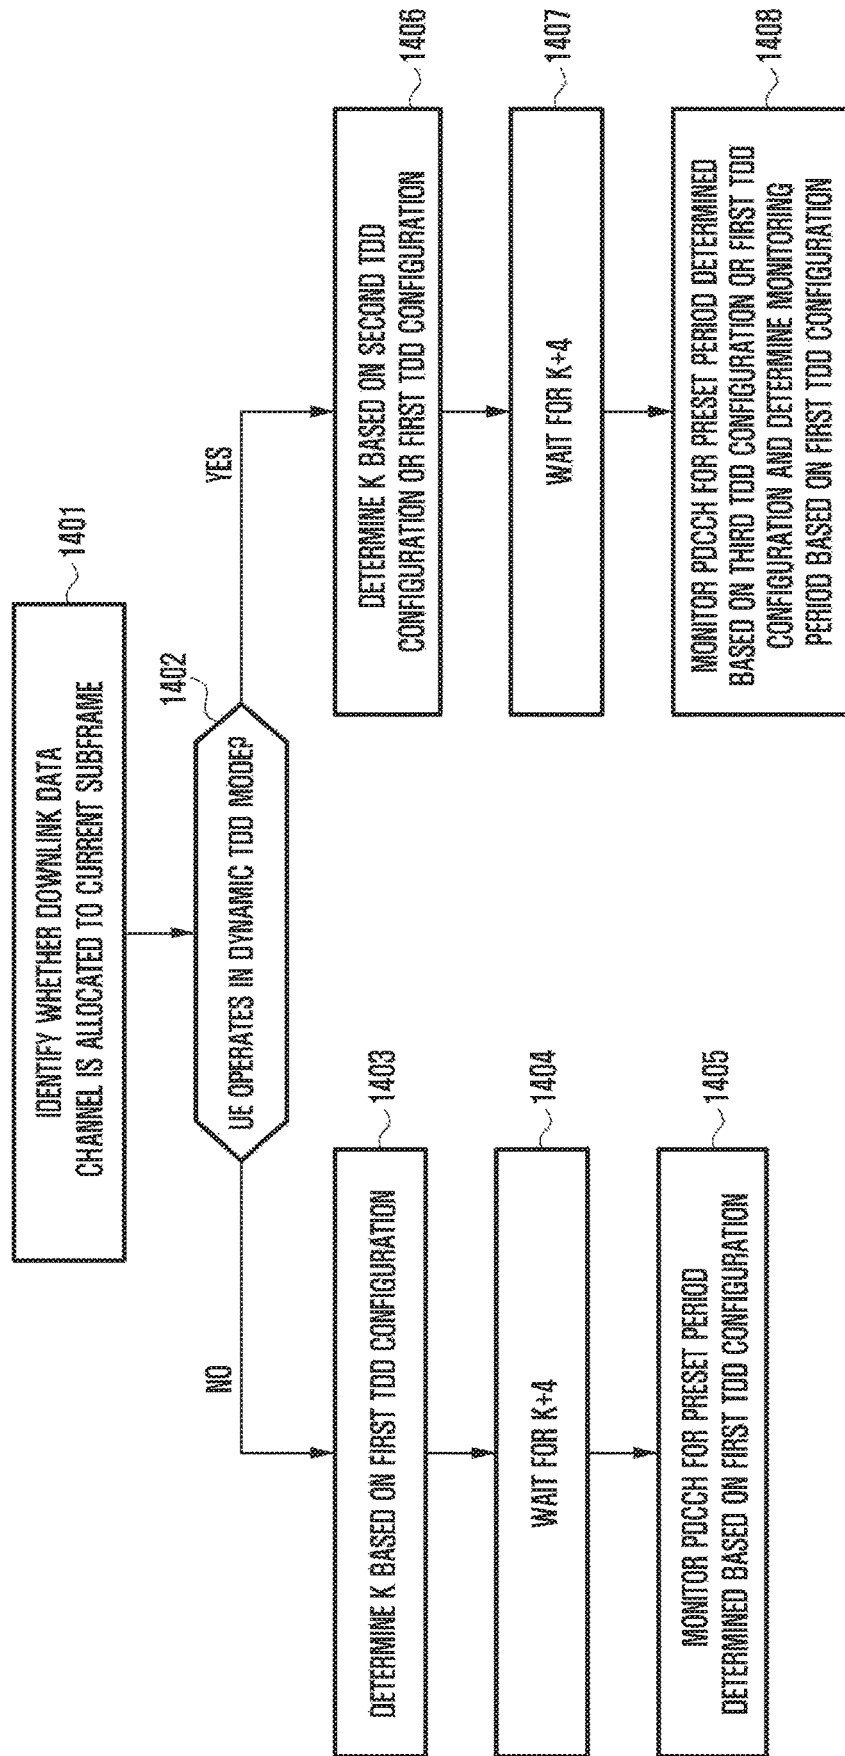 IDENTIFY WHETHER DOWNLINK DATA
CHANNEL IS ALLOCATED TO CURRENT SUBFRAME
1401
UE OPERATES IN DYNAMIC TDD MODE?
1402
NO
YES
DETERMINE K BASED ON FIRST TDD CONFIGURATION
1403
WAIT FOR K+4
1404
MONITOR PDCCH FOR PRESET PERIOD
DETERMINED BASED ON FIRST TDD CONFIGURATION
1405
DETERMINE K BASED ON SECOND TDD
CONFIGURATION OR FIRST TDD CONFIGURATION
1406
WAIT FOR K+4
1407
MONITOR PDCCH FOR PRESET PERIOD DETERMINED
BASED ON THIRD TDD CONFIGURATION OR FIRST TDD
CONFIGURATION AND DETERMINE MONITORING
PERIOD BASED ON FIRST TDD CONFIGURATION
1408